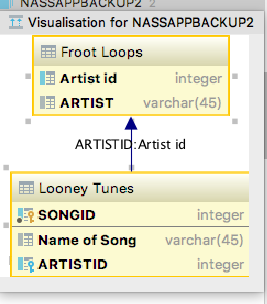 NASSAPPBACKUP2 2
Visualisation for NASSAPPBACKUP2
Froot Loops
Artist id integer
ARTIST varchar(45)
ARTISTID:Artist id
Looney Tunes
SONGID integer
Name of Song varchar(45)
ARTISTID integer